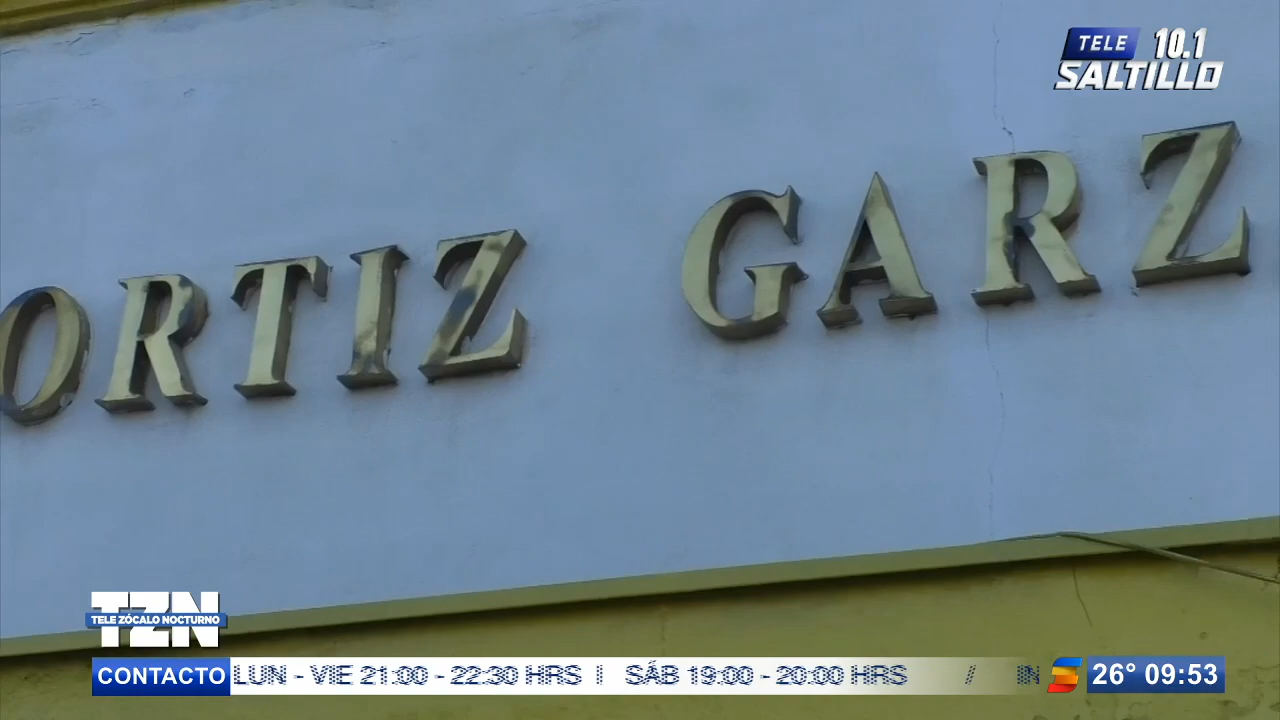 TELE 10.1
SALTILLO
ORTIZ GARZ
TZN
TELE ZÓCALO NOCTURNO
CONTACTO LUN - VIE 21:00 - 22:30 HRS | SÁB 19:00 - 20:00 HRS / IN 26° 09:53